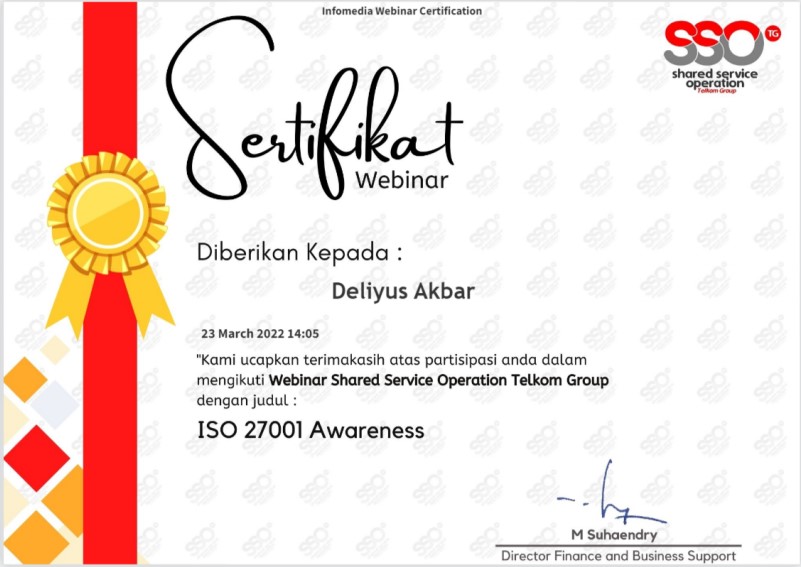 Infomedia Webinar Certification
SSO TG
shared service
operation
Telkom Group
Sertifikat
Webinar
Diberikan Kepada :
Deliyus Akbar
23 March 2022 14:05
"Kami ucapkan terimakasih atas partisipasi anda dalam
mengikuti Webinar Shared Service Operation Telkom Group
dengan judul :
ISO 27001 Awareness
M Suhaendry
Director Finance and Business Support